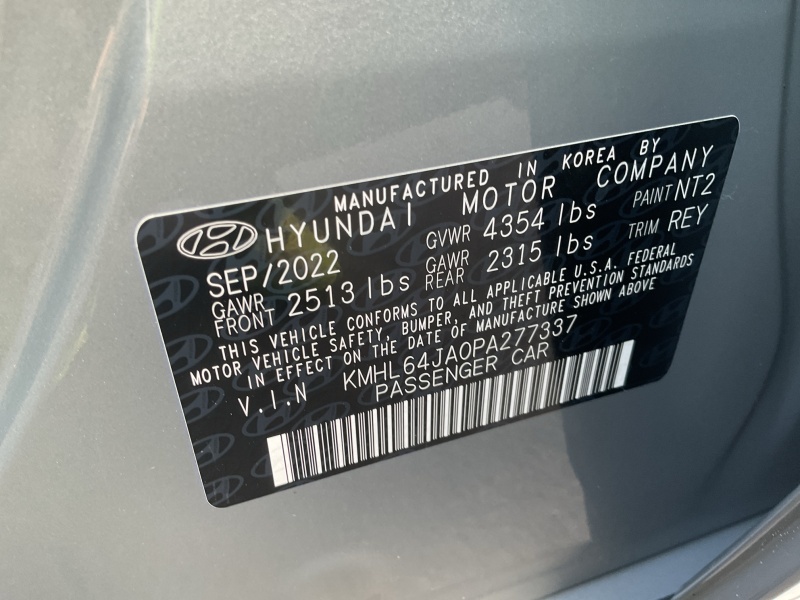 MANUFACTURED IN KOREA BY
HYUNDAI MOTOR COMPANY
SEP/2022 GVWR 4354 lbs PAINT NT2
GAWR FRONT 2513 lbs GAWR REAR 2315 lbs TRIM REY
THIS VEHICLE CONFORMS TO ALL APPLICABLE U.S.A. FEDERAL
MOTOR VEHICLE SAFETY, BUMPER, AND THEFT PREVENTION STANDARDS
IN EFFECT ON THE DATE OF MANUFACTURE SHOWN ABOVE
V.I.N KMHL64JA0PA277337
PASSENGER CAR